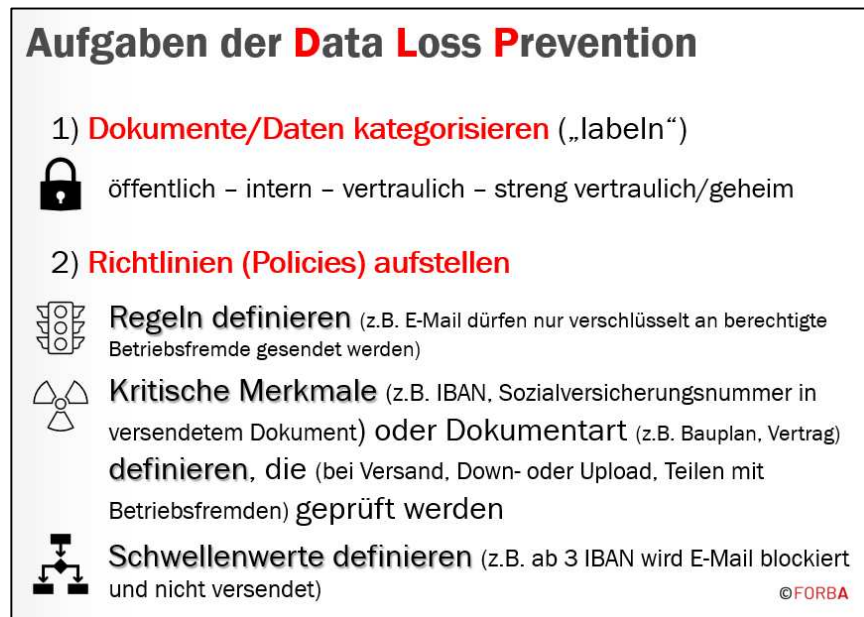 Aufgaben der Data Loss Prevention
1) Dokumente/Daten kategorisieren („labeln“)
öffentlich – intern – vertraulich – streng vertraulich/geheim
2) Richtlinien (Policies) aufstellen
Regeln definieren (z.B. E-Mail dürfen nur verschlüsselt an berechtigte
Betriebsfremde gesendet werden)
Kritische Merkmale (z.B. IBAN, Sozialversicherungsnummer in
versendetem Dokument) oder Dokumentart (z.B. Bauplan, Vertrag)
definieren, die (bei Versand, Down- oder Upload, Teilen mit
Betriebsfremden) geprüft werden
Schwellenwerte definieren (z.B. ab 3 IBAN wird E-Mail blockiert
und nicht versendet)
©FORBA